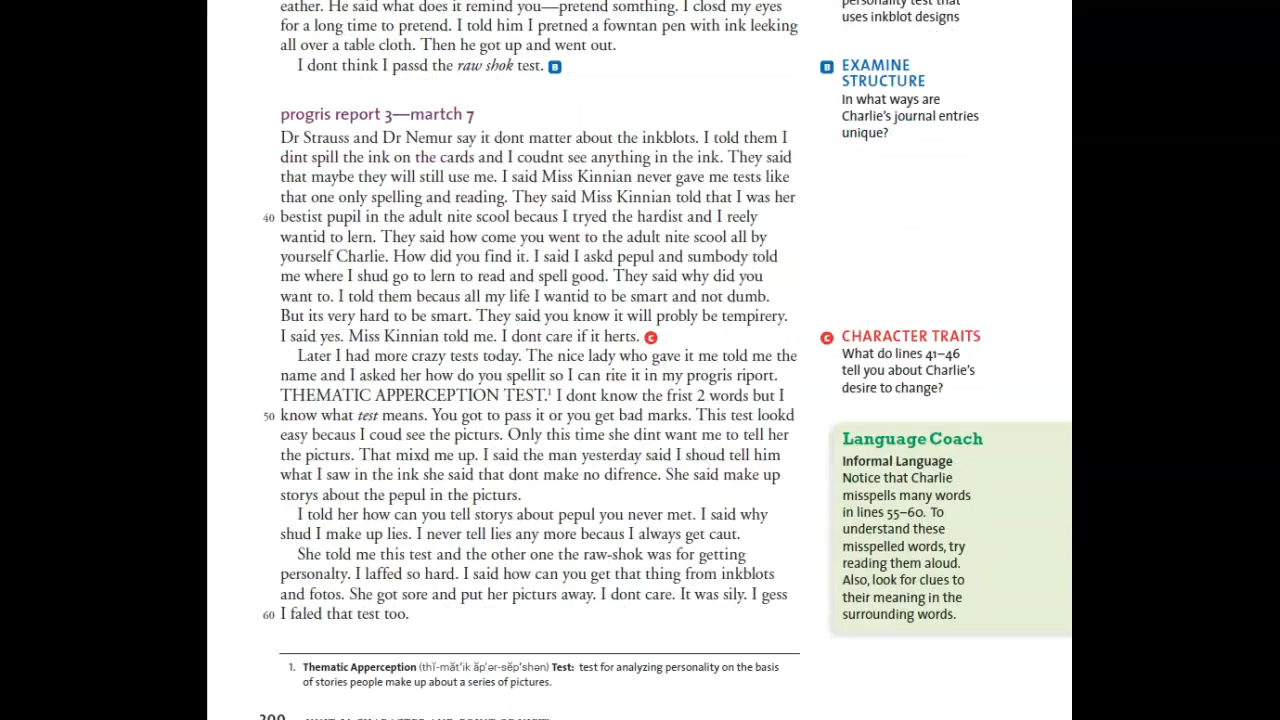 eather. He said what does it remind you—pretend somthing. I closd my eyes
for a long time to pretend. I told him I pretned a fowntan pen with ink leeking
all over a table cloth. Then he got up and went out.
I dont think I passd the raw shok test. B
progris report 3—martch 7
Dr Strauss and Dr Nemur say it dont matter about the inkblots. I told them I
dint spill the ink on the cards and I coudnt see anything in the ink. They said
that maybe they will still use me. I said Miss Kinnian never gave me tests like
that one only spelling and reading. They said Miss Kinnian told that I was her
40 bestist pupil in the adult nite scool becaus I tryed the hardist and I reely
wantid to lern. They said how come you went to the adult nite scool all by
yourself Charlie. How did you find it. I said I askd pepul and sumbody told
me where I shud go to lern to read and spell good. They said why did you
want to. I told them becaus all my life I wantid to be smart and not dumb.
But its very hard to be smart. They said you know it will probly be tempirery.
I said yes. Miss Kinnian told me. I dont care if it herts. C
Later I had more crazy tests today. The nice lady who gave it me told me the
name and I asked her how do you spellit so I can rite it in my progris riport.
THEMATIC APPERCEPTION TEST.1 I dont know the frist 2 words but I
50 know what test means. You got to pass it or you get bad marks. This test lookd
easy becaus I coud see the picturs. Only this time she dint want me to tell her
the picturs. That mixd me up. I said the man yesterday said I shoud tell him
what I saw in the ink she said that dont make no difrence. She said make up
storys about the pepul in the picturs.
I told her how can you tell storys about pepul you never met. I said why
shud I make up lies. I never tell lies any more becaus I always get caut.
She told me this test and the other one the raw-shok was for getting
personalty. I laffed so hard. I said how can you get that thing from inkblots
and fotos. She got sore and put her picturs away. I dont care. It was sily. I gess
60 I faled that test too.
1. Thematic Apperception (thĭ-măt'ik ăp'ər-sĕp'shən) Test: test for analyzing personality on the basis
of stories people make up about a series of pictures.
personality test that
uses inkblot designs
B EXAMINE
STRUCTURE
In what ways are
Charlie's journal entries
unique?
C CHARACTER TRAITS
What do lines 41–46
tell you about Charlie's
desire to change?
Language Coach
Informal Language
Notice that Charlie
misspells many words
in lines 55–60. To
understand these
misspelled words, try
reading them aloud.
Also, look for clues to
their meaning in the
surrounding words.